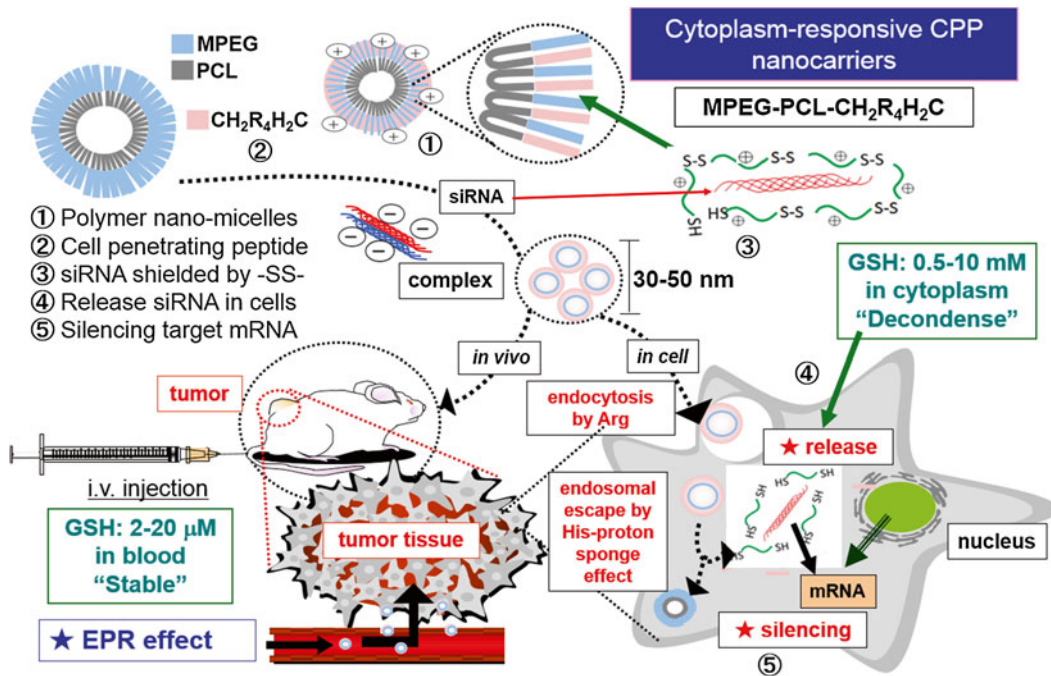 MPEG
PCL
CH₂R₄H₂C
②
①
Cytoplasm-responsive CPP
nanocarriers
MPEG-PCL-CH₂R₄H₂C
S-S
S-S
S-S
S-S
HS
SH
③
siRNA
complex
30-50 nm
① Polymer nano-micelles
② Cell penetrating peptide
③ siRNA shielded by -SS-
④ Release siRNA in cells
⑤ Silencing target mRNA
GSH: 0.5-10 mM
in cytoplasm
“Decondense”
in vivo
in cell
tumor
④
endocytosis
by Arg
★ release
i.v. injection
GSH: 2-20 μM
in blood
“Stable”
tumor tissue
endosomal
escape by
His-proton
sponge
effect
SH
HS
SH
SH
HS
SH
HS
nucleus
mRNA
★ silencing
⑤
★ EPR effect